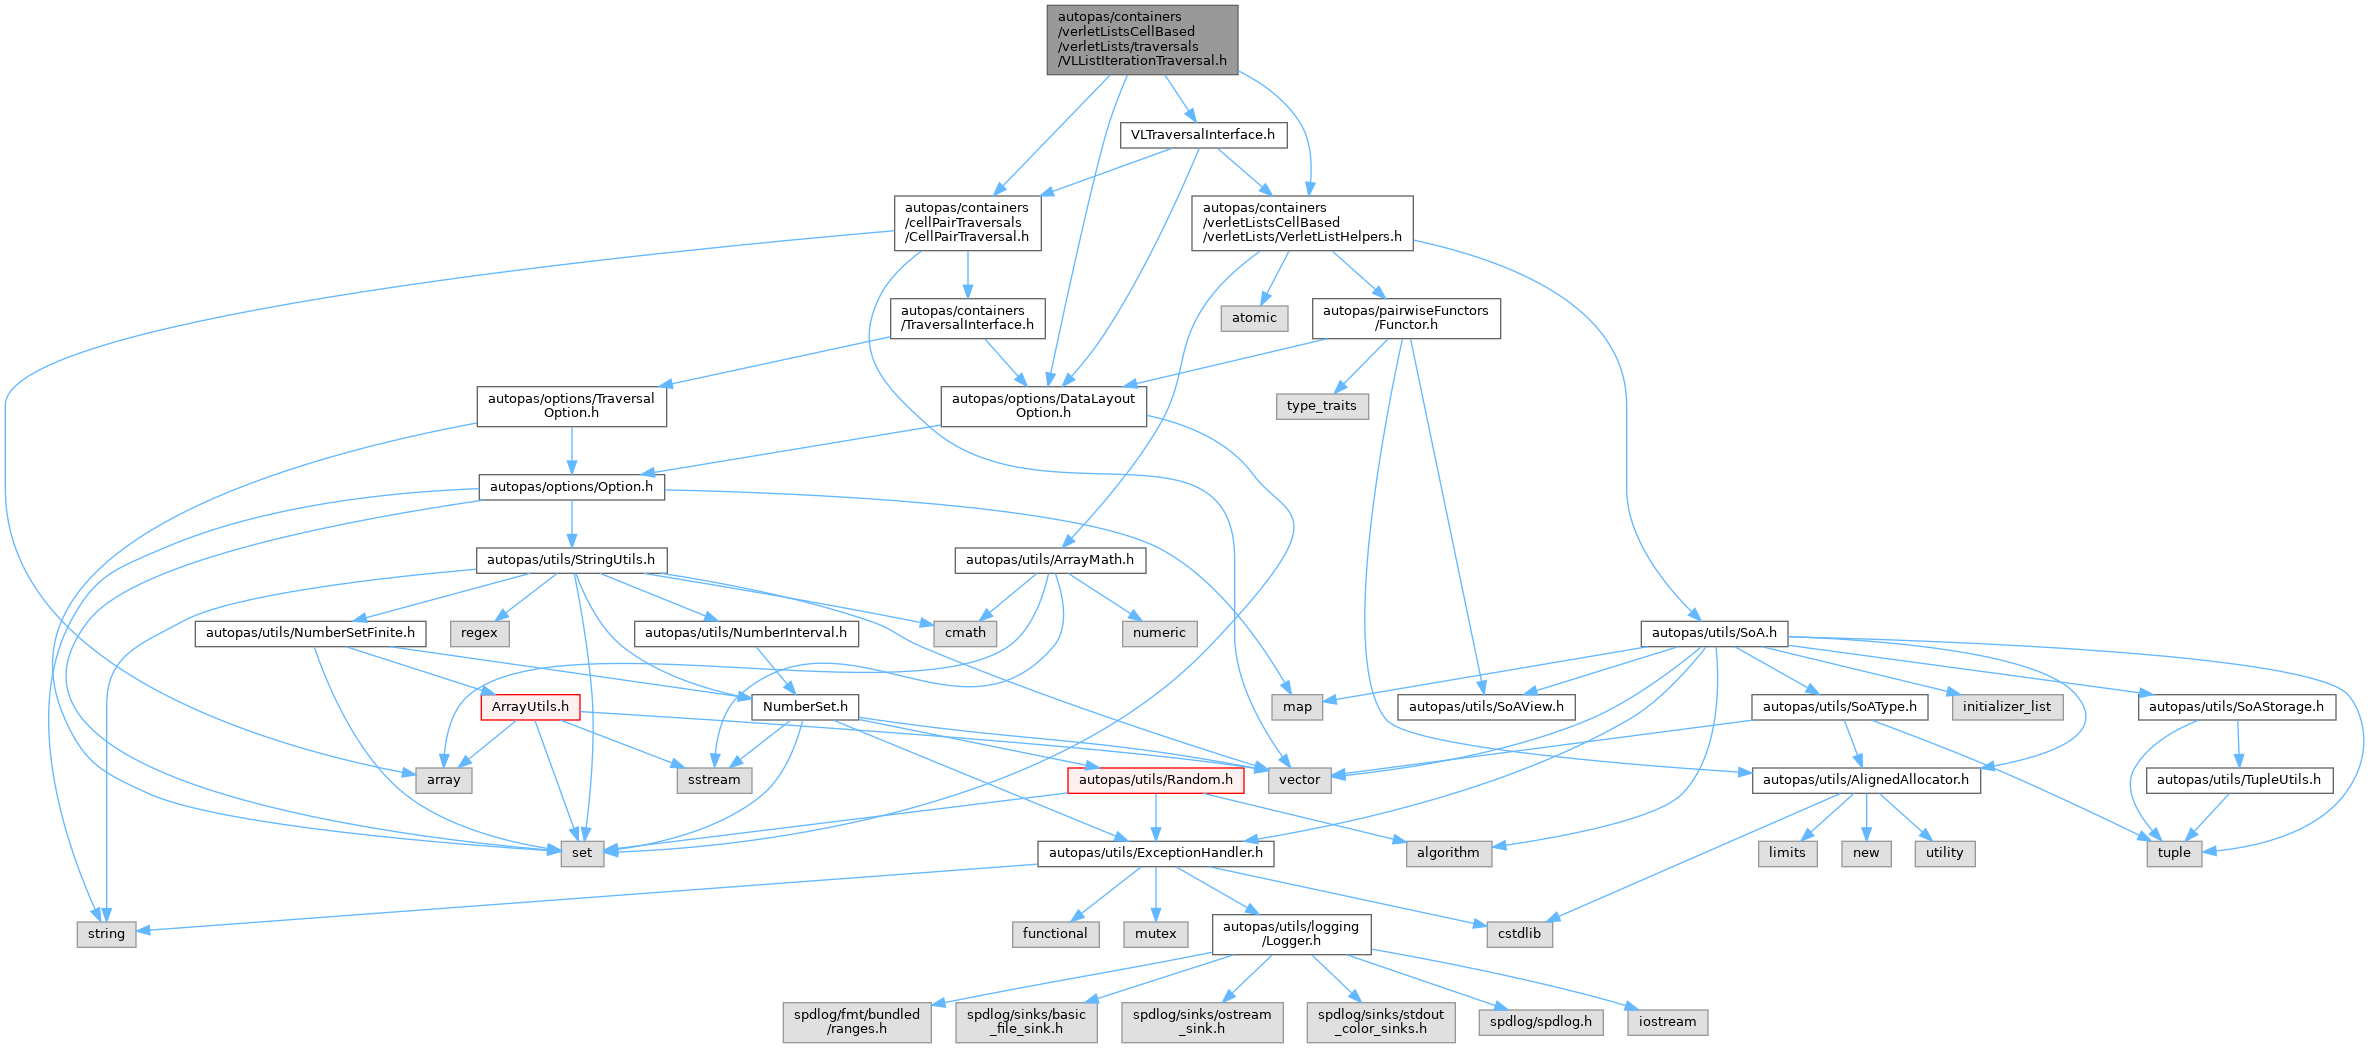 autopas/containers
/verletListsCellBased
/verletLists/traversals
/VLListIterationTraversal.h
VLTraversalInterface.h
autopas/containers
/cellPairTraversals
/CellPairTraversal.h
autopas/containers
/verletListsCellBased
/verletLists/VerletListHelpers.h
autopas/containers
/TraversalInterface.h
atomic
autopas/pairwiseFunctors
/Functor.h
autopas/options/Traversal
Option.h
autopas/options/DataLayout
Option.h
type_traits
autopas/options/Option.h
autopas/utils/StringUtils.h
autopas/utils/ArrayMath.h
autopas/utils/NumberSetFinite.h
regex
autopas/utils/NumberInterval.h
cmath
numeric
autopas/utils/SoA.h
ArrayUtils.h
NumberSet.h
map
autopas/utils/SoAView.h
autopas/utils/SoAType.h
initializer_list
autopas/utils/SoAStorage.h
array
sstream
autopas/utils/Random.h
vector
autopas/utils/AlignedAllocator.h
autopas/utils/TupleUtils.h
set
autopas/utils/ExceptionHandler.h
algorithm
limits
new
utility
tuple
string
functional
mutex
autopas/utils/logging
/Logger.h
cstdlib
spdlog/fmt/bundled
/ranges.h
spdlog/sinks/basic
_file_sink.h
spdlog/sinks/ostream
_sink.h
spdlog/sinks/stdout
_color_sinks.h
spdlog/spdlog.h
iostream